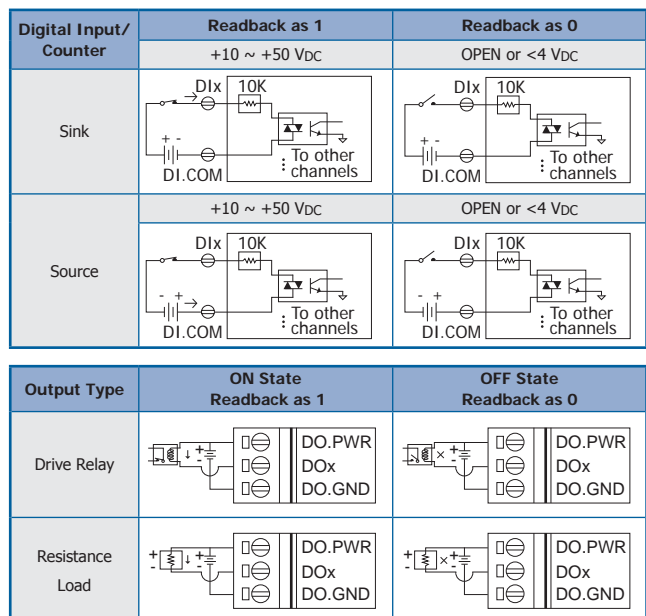 Digital Input/ Counter
Readback as 1
Readback as 0
+10 ~ +50 VDC
OPEN or <4 VDC
Sink
DIx 10K
+ -
DI.COM
To other
channels
DIx 10K
+ -
DI.COM
To other
channels
+10 ~ +50 VDC
OPEN or <4 VDC
Source
DIx 10K
- +
DI.COM
To other
channels
DIx 10K
- +
DI.COM
To other
channels
Output Type
ON State
Readback as 1
OFF State
Readback as 0
Drive Relay
+
-
DO.PWR
DOx
DO.GND
×
+
-
DO.PWR
DOx
DO.GND
Resistance
Load
+ +
- -
DO.PWR
DOx
DO.GND
+ × +
- -
DO.PWR
DOx
DO.GND